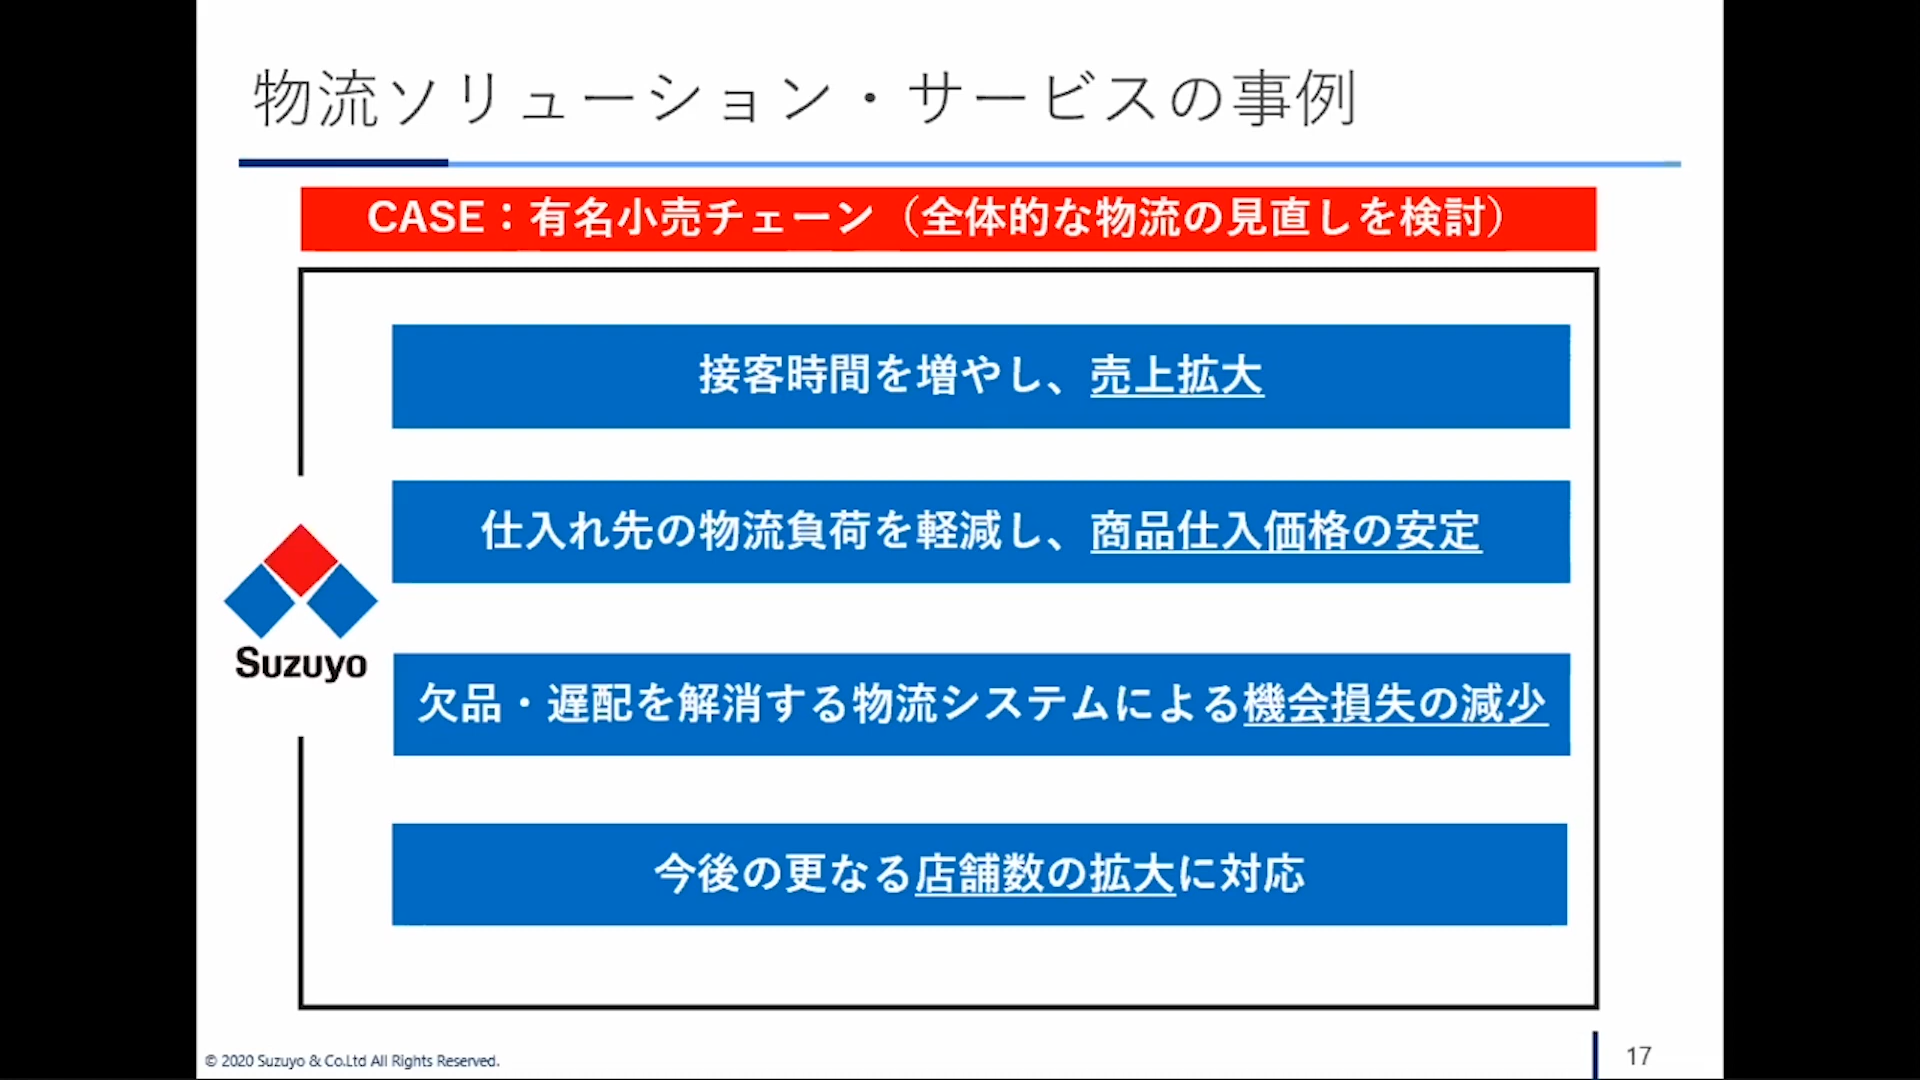 物流ソリューション・サービスの事例
CASE：有名小売チェーン（全体的な物流の見直しを検討）
接客時間を増やし、売上拡大
仕入れ先の物流負荷を軽減し、商品仕入価格の安定
欠品・遅配を解消する物流システムによる機会損失の減少
今後の更なる店舗数の拡大に対応
Suzuyo
© 2020 Suzuyo & Co.Ltd All Rights Reserved.
17